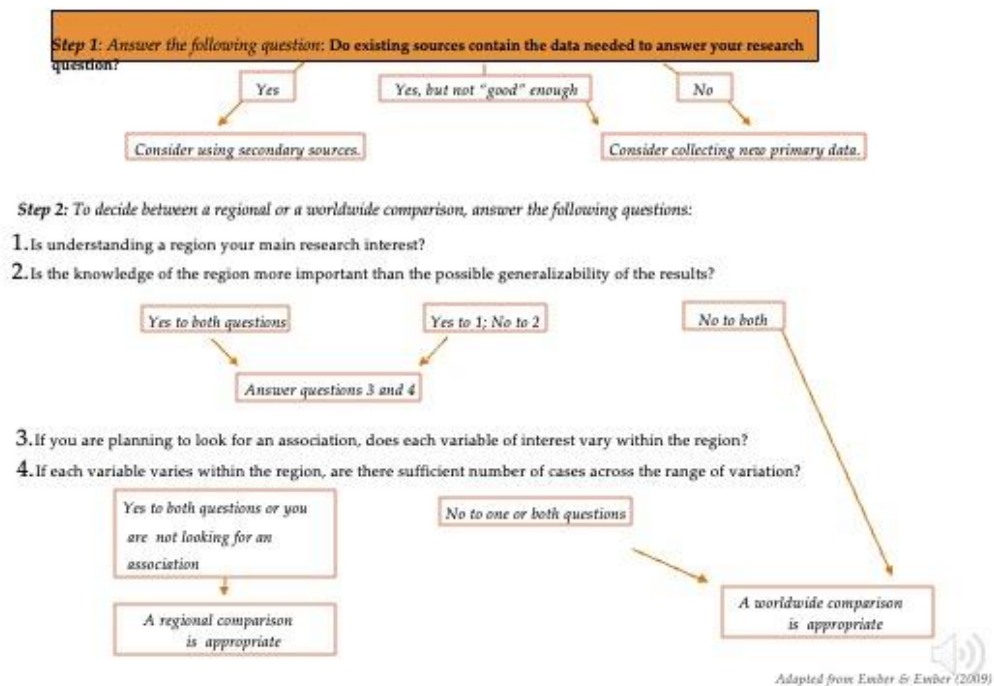 Step 1: Answer the following question: Do existing sources contain the data needed to answer your research
question?
Yes
Yes, but not “good” enough
No
Consider using secondary sources.
Consider collecting new primary data.
Step 2: To decide between a regional or a worldwide comparison, answer the following questions:
1. Is understanding a region your main research interest?
2. Is the knowledge of the region more important than the possible generalizability of the results?
Yes to both questions
Yes to 1; No to 2
No to both
Answer questions 3 and 4
3. If you are planning to look for an association, does each variable of interest vary within the region?
4. If each variable varies within the region, are there sufficient number of cases across the range of variation?
Yes to both questions or you
are not looking for an
association
No to one or both questions
A regional comparison
is appropriate
A worldwide comparison
is appropriate
Adapted from Ember & Ember (2009)